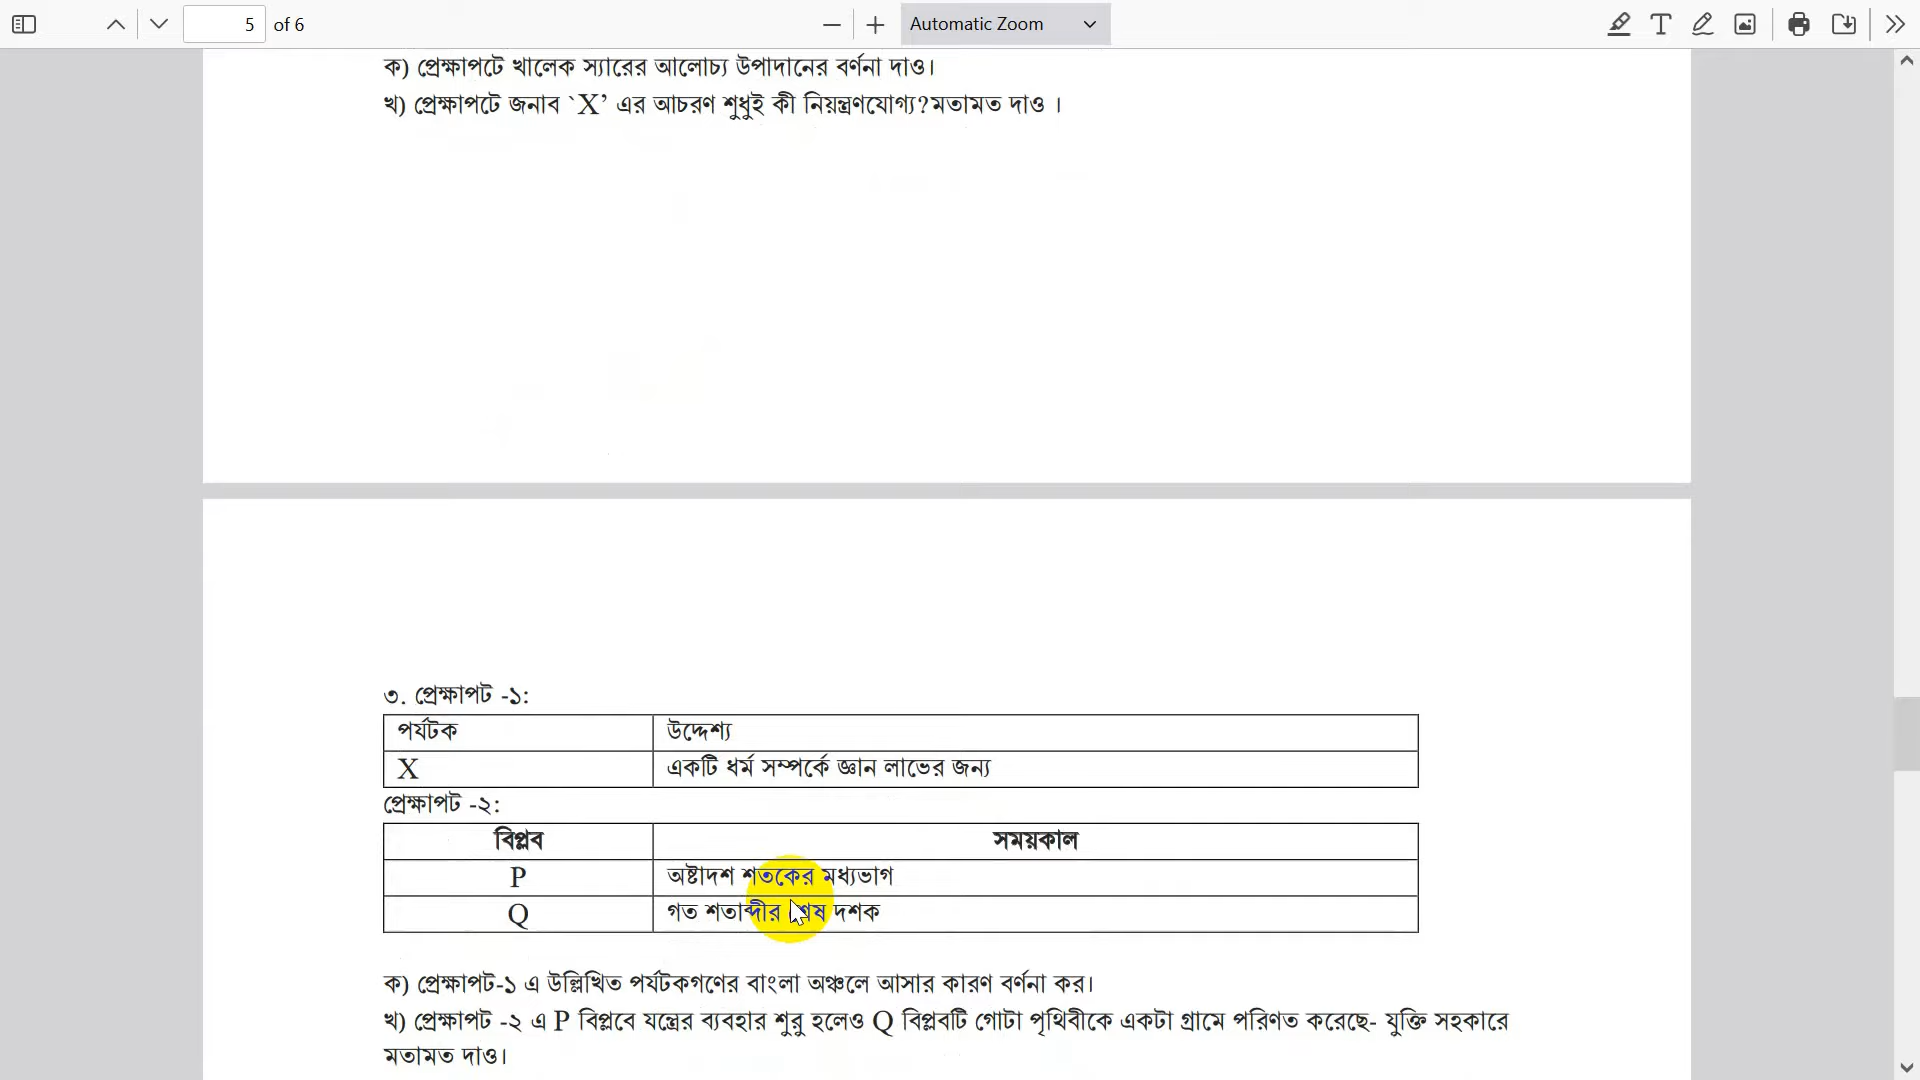 5 of 6 Automatic Zoom
ক) প্রেক্ষাপটে খালেক স্যারের আলোচ্য উপাদানের বর্ণনা দাও।
খ) প্রেক্ষাপটে জনাব `X’ এর আচরণ শুধুই কী নিয়ন্ত্রণযোগ্য?মতামত দাও ।
৩. প্রেক্ষাপট -১:
পর্যটক উদ্দেশ্য
X একটি ধর্ম সম্পর্কে জ্ঞান লাভের জন্য
প্রেক্ষাপট -২:
বিপ্লব সময়কাল
P অষ্টাদশ শতকের মধ্যভাগ
Q গত শতাব্দীর শেষ দশক
ক) প্রেক্ষাপট-১ এ উল্লিখিত পর্যটকগণের বাংলা অঞ্চলে আসার কারণ বর্ণনা কর।
খ) প্রেক্ষাপট -২ এ P বিপ্লবে যন্ত্রের ব্যবহার শুরু হলেও Q বিপ্লবটি গোটা পৃথিবীকে একটা গ্রামে পরিণত করেছে- যুক্তি সহকারে
মতামত দাও।